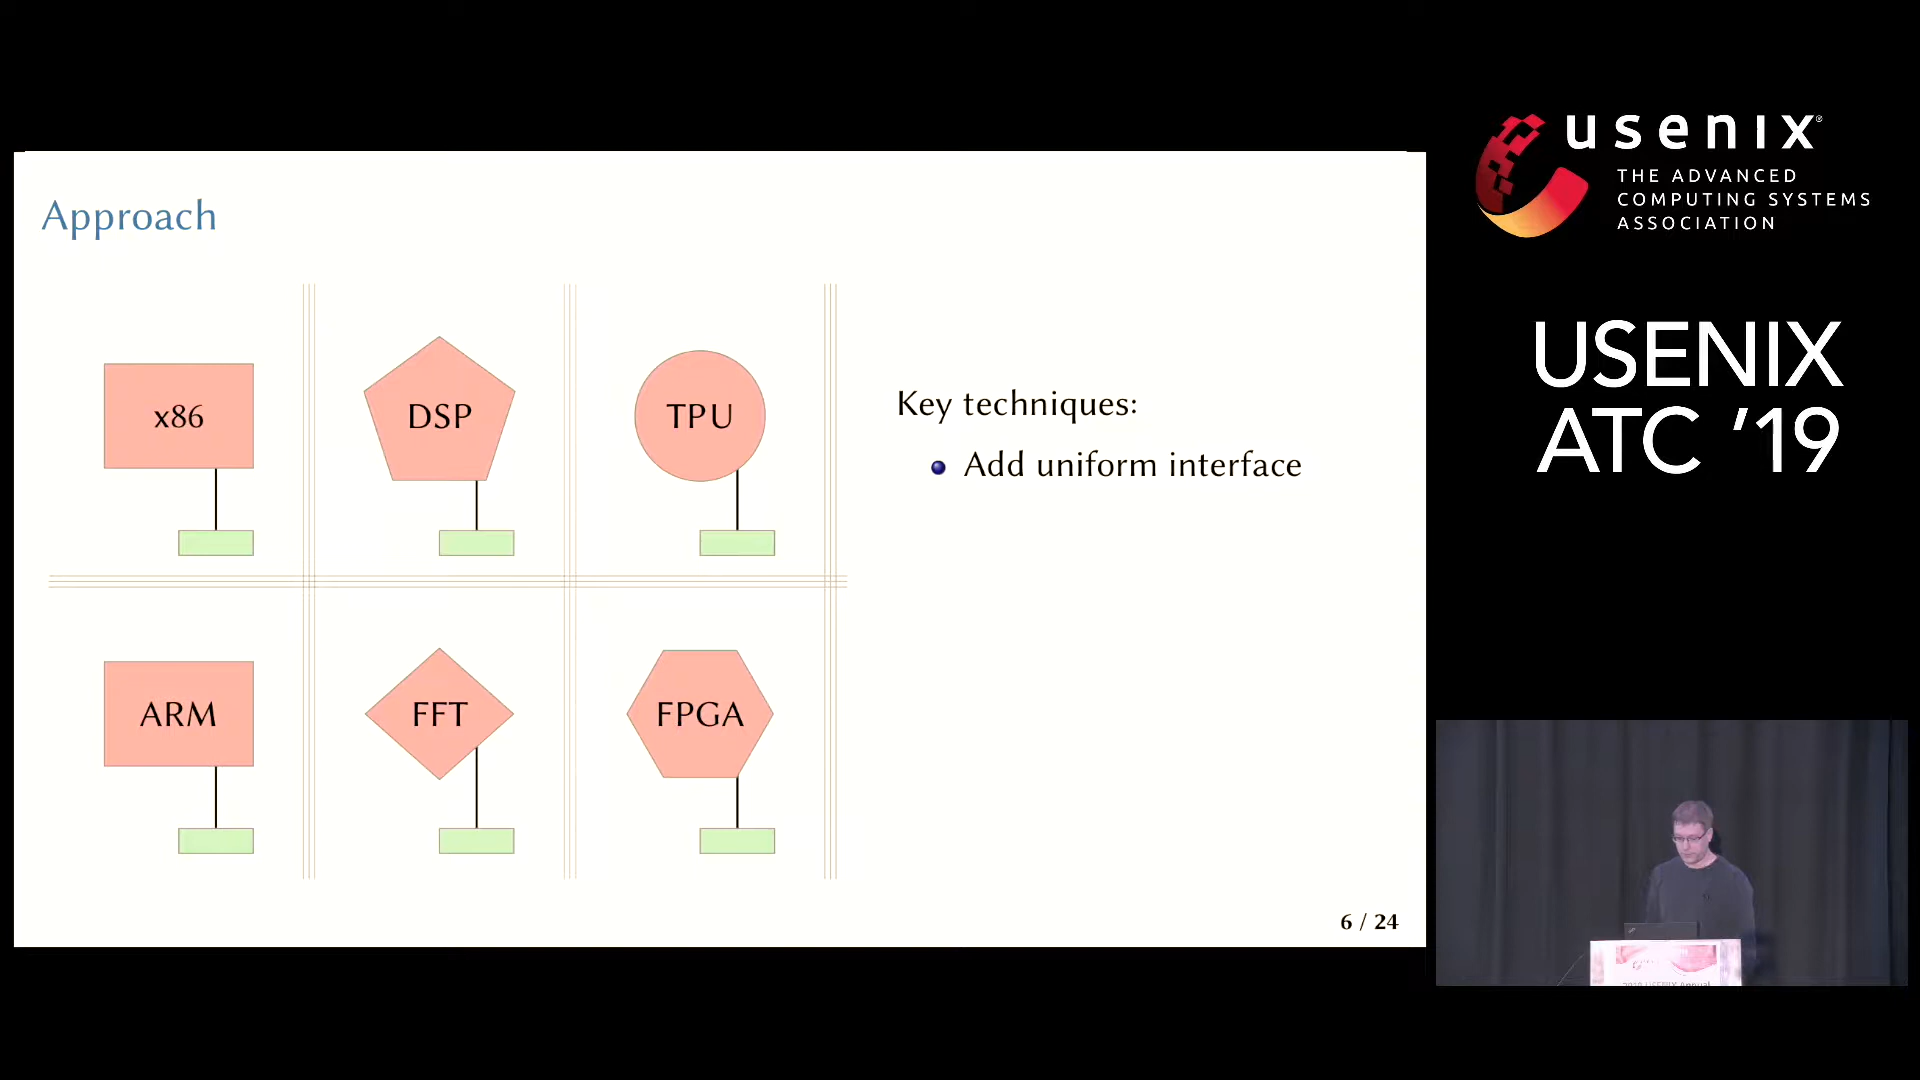 Approach
x86
DSP
TPU
ARM
FFT
FPGA
Key techniques:
Add uniform interface
6 / 24
usenix®
THE ADVANCED
COMPUTING SYSTEMS
ASSOCIATION
USENIX
ATC '19